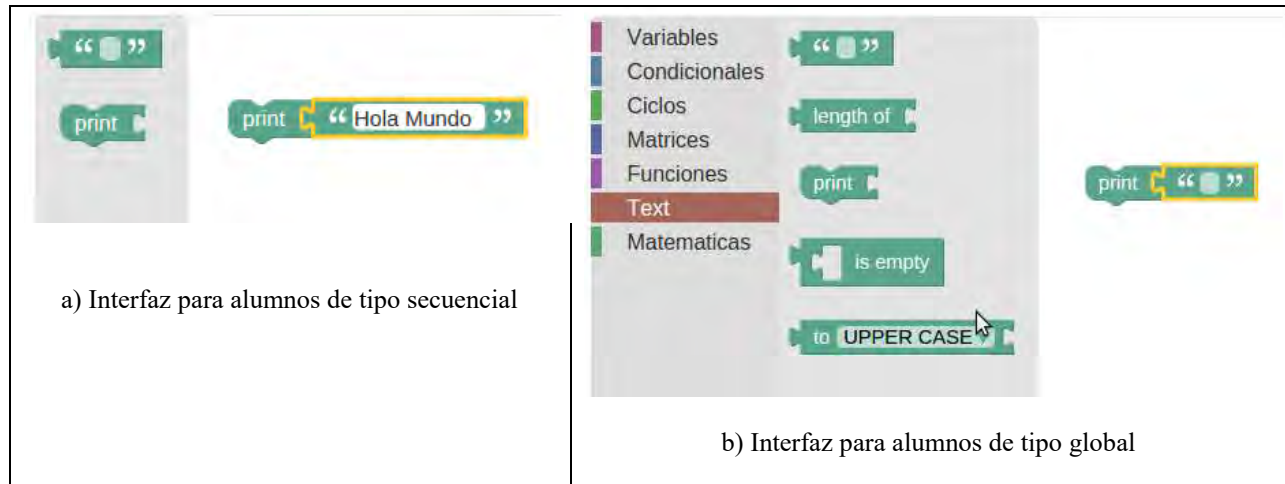 “ ”
print
print “ Hola Mundo ”
a) Interfaz para alumnos de tipo secuencial
Variables
Condicionales
Ciclos
Matrices
Funciones
Text
Matematicas
“ ”
length of
print
is empty
to UPPER CASE
print “ ”
b) Interfaz para alumnos de tipo global